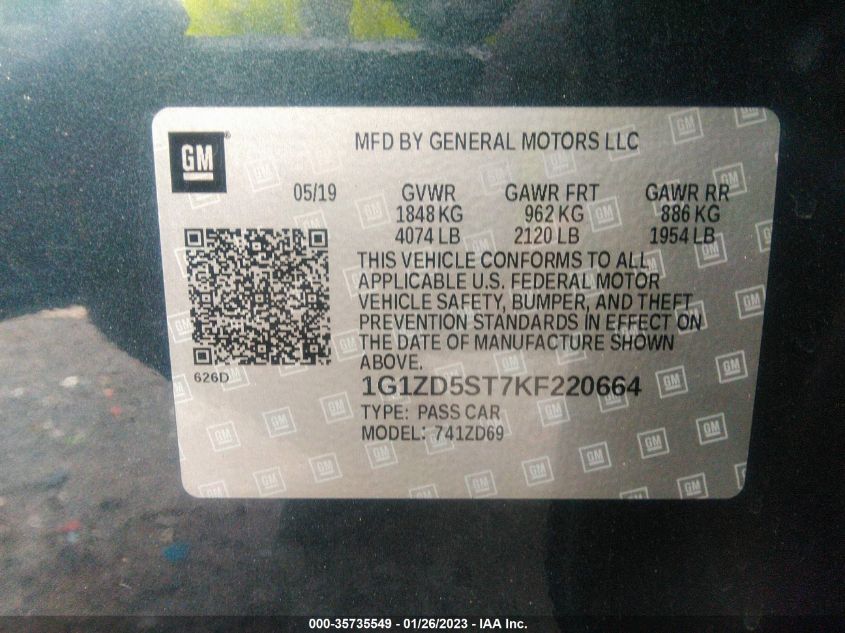 GM
MFD BY GENERAL MOTORS LLC
05/19 GVWR GAWR FRT GAWR RR
1848 KG 962 KG 886 KG
4074 LB 2120 LB 1954 LB
THIS VEHICLE CONFORMS TO ALL
APPLICABLE U.S. FEDERAL MOTOR
VEHICLE SAFETY, BUMPER, AND THEFT
PREVENTION STANDARDS IN EFFECT ON
THE DATE OF MANUFACTURE SHOWN
ABOVE.
626D
1G1ZD5ST7KF220664
TYPE: PASS CAR
MODEL: 741ZD69
000-35735549 - 01/26/2023 - IAA Inc.